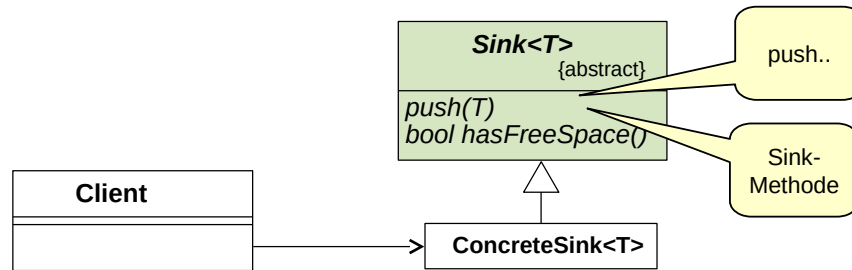 Sink<T>
{abstract}
push(T)
bool hasFreeSpace()
push..
Sink-
Methode
Client
ConcreteSink<T>